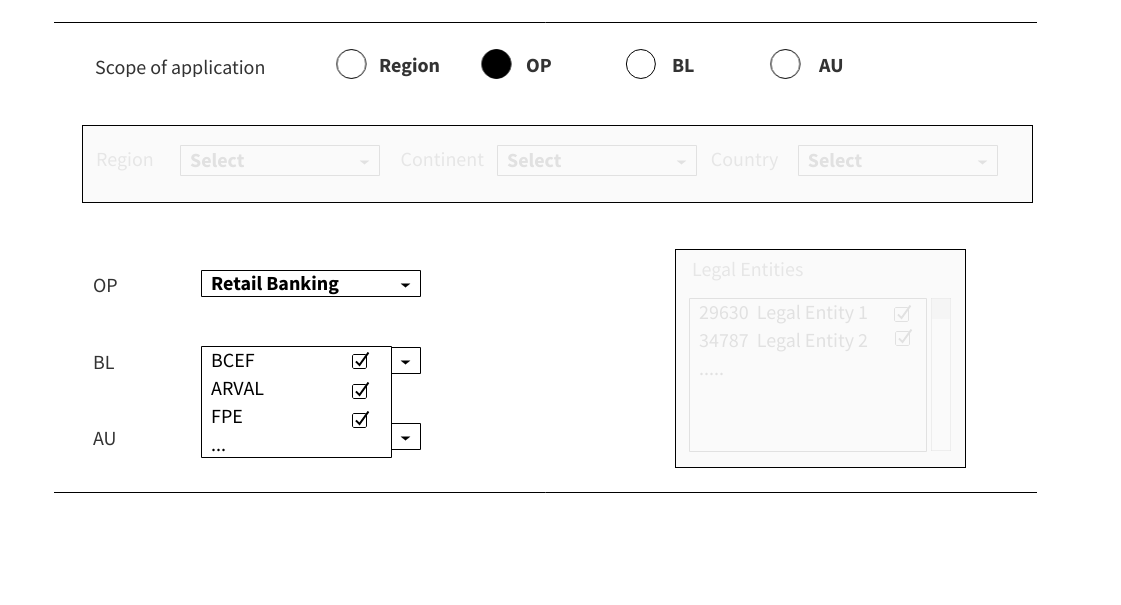 Scope of application Region OP BL AU
Region Select Continent Select Country Select
OP Retail Banking
BL
BCEF
ARVAL
FPE
...
AU
Legal Entities
29630 Legal Entity 1
34787 Legal Entity 2
.....